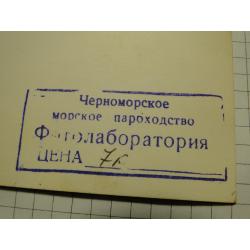 Черноморское
морское пароходство
Фотолаборатория
ЦЕНА 7к